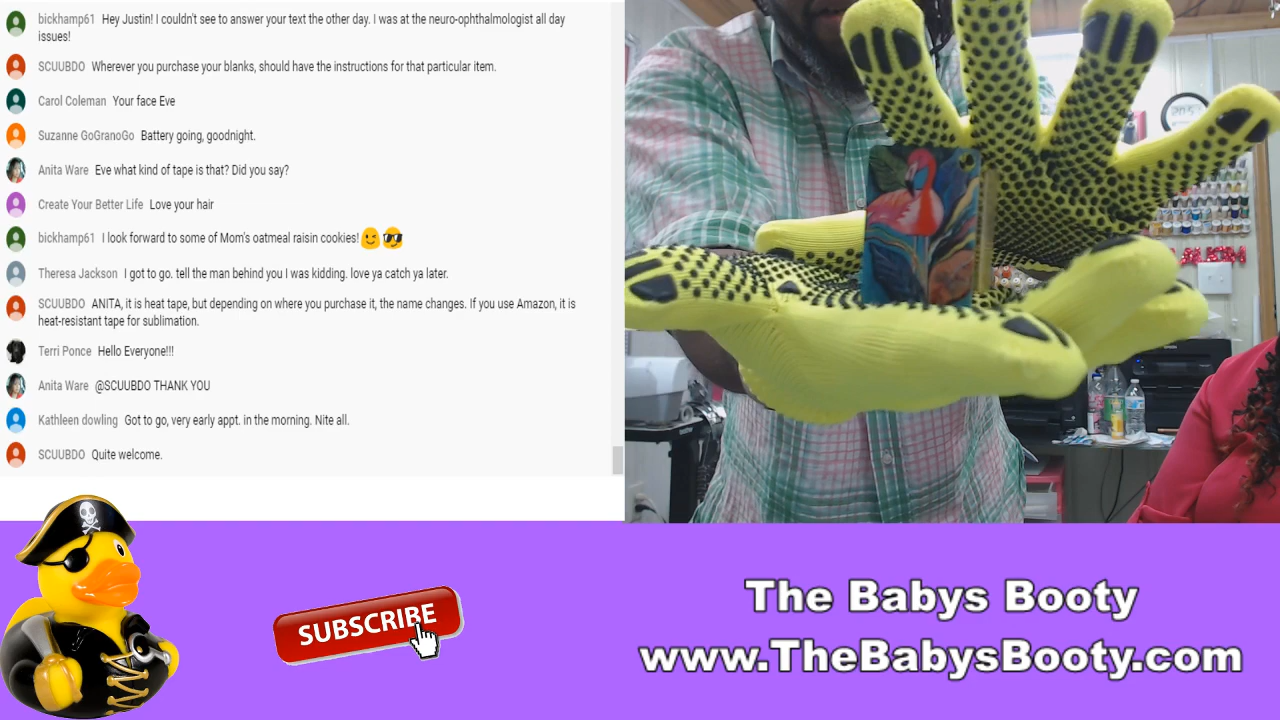 bickhamp61 Hey Justin! I couldn't see to answer your text the other day. I was at the neuro-ophthalmologist all day
issues!
SCUUBDO Wherever you purchase your blanks, should have the instructions for that particular item.
Carol Coleman Your face Eve
Suzanne GoGranoGo Battery going, goodnight.
Anita Ware Eve what kind of tape is that? Did you say?
Create Your Better Life Love your hair
bickhamp61 I look forward to some of Mom's oatmeal raisin cookies! 😉😎
Theresa Jackson I got to go. tell the man behind you I was kidding. love ya catch ya later.
SCUUBDO ANITA, it is heat tape, but depending on where you purchase it, the name changes. If you use Amazon, it is
heat-resistant tape for sublimation.
Terri Ponce Hello Everyone!!!
Anita Ware @SCUUBDO THANK YOU
Kathleen dowling Got to go, very early appt. in the morning. Nite all.
SCUUBDO Quite welcome.
SUBSCRIBE
The Babys Booty
www.TheBabysBooty.com